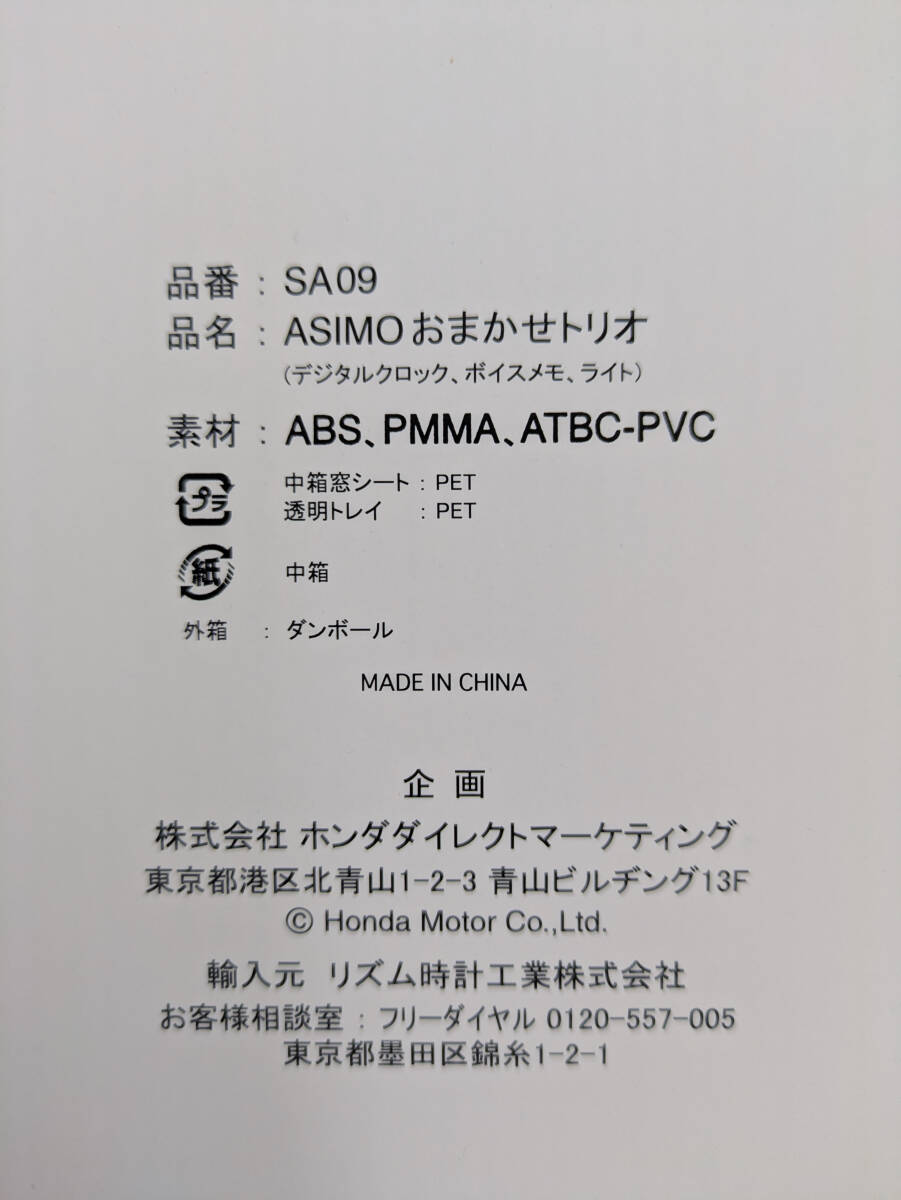 品番 : SA09
品名 : ASIMOおまかせトリオ
(デジタルクロック、ボイスメモ、ライト)
素材 : ABS、PMMA、ATBC-PVC
プラ 中箱窓シート : PET
透明トレイ : PET
紙 中箱
外箱 : ダンボール
MADE IN CHINA
企 画
株式会社 ホンダダイレクトマーケティング
東京都港区北青山1-2-3 青山ビルヂング13F
© Honda Motor Co.,Ltd.
輸入元 リズム時計工業株式会社
お客様相談室 : フリーダイヤル 0120-557-005
東京都墨田区錦糸1-2-1